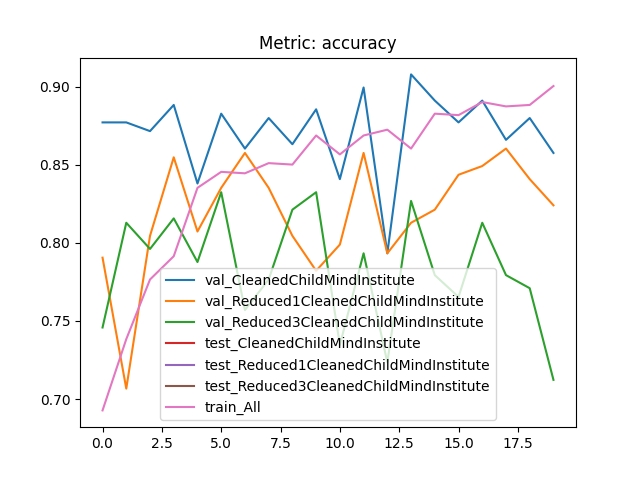 Metric: accuracy
0.90
0.85
0.80
0.75
0.70
val_CleanedChildMindInstitute
val_Reduced1CleanedChildMindInstitute
val_Reduced3CleanedChildMindInstitute
test_CleanedChildMindInstitute
test_Reduced1CleanedChildMindInstitute
test_Reduced3CleanedChildMindInstitute
train_All
0.0 2.5 5.0 7.5 10.0 12.5 15.0 17.5